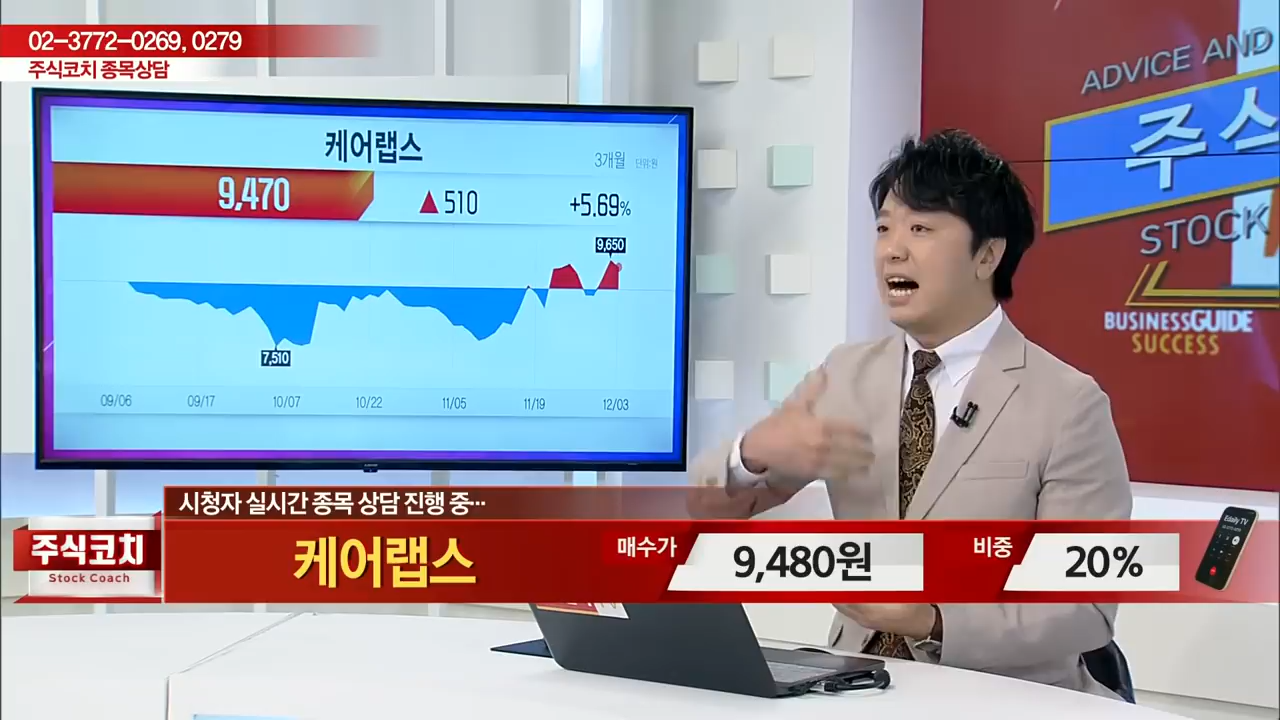 02-3772-0269, 0279
주식코치 종목상담
케어랩스
3개월 단위:원
9,470
▲510
+5.69%
9,650
7,510
09/06 09/17 10/07 10/22 11/05 11/19 12/03
ADVICE AND
주식
STOCK
BUSINESSGUIDE
SUCCESS
시청자 실시간 종목 상담 진행 중...
주식코치
Stock Coach
케어랩스
매수가
9,480원
비중
20%
Edaily TV